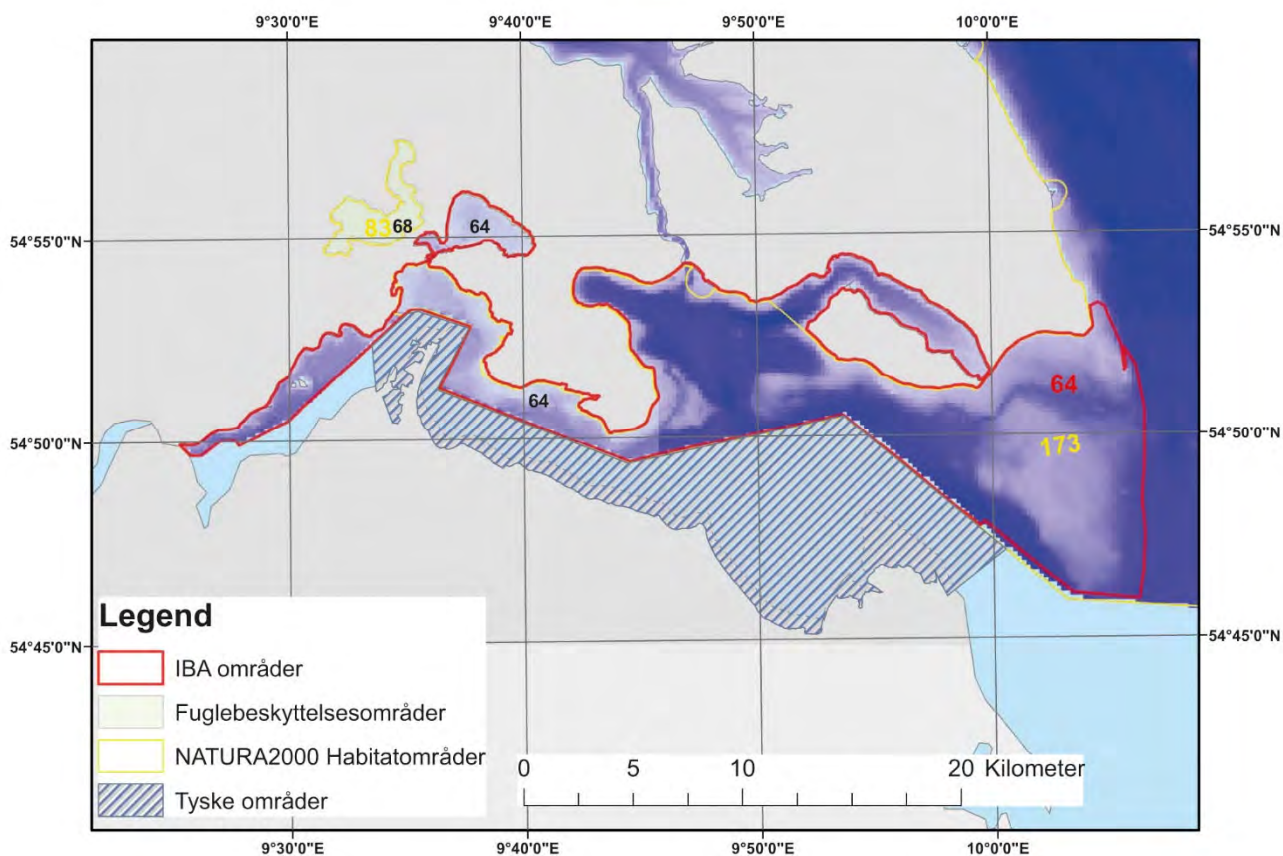 9°30'0"E 9°40'0"E 9°50'0"E 10°0'0"E
83 68 64
54°55'0"N 54°55'0"N
64
64
173
54°50'0"N 54°50'0"N
Legend
54°45'0"N 54°45'0"N
IBA områder
Fuglebeskyttelsesområder
NATURA2000 Habitatområder
Tyske områder
0 5 10 20 Kilometer
9°30'0"E 9°40'0"E 9°50'0"E 10°0'0"E